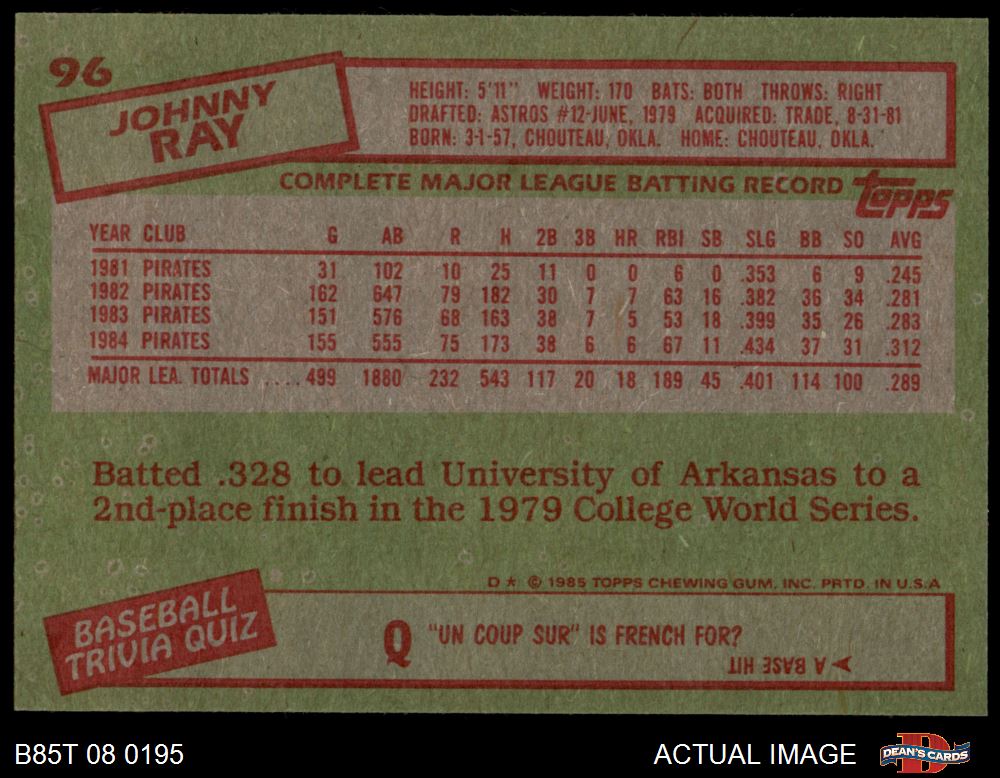 96
JOHNNY
RAY
HEIGHT: 5'11" WEIGHT: 170 BATS: BOTH THROWS: RIGHT
DRAFTED: ASTROS #12-JUNE, 1979 ACQUIRED: TRADE, 8-31-81
BORN: 3-1-57, CHOUTEAU, OKLA. HOME: CHOUTEAU, OKLA.
COMPLETE MAJOR LEAGUE BATTING RECORD topps
YEAR CLUB G AB R H 2B 3B HR RBI SB SLG BB SO AVG
1981 PIRATES 31 102 10 25 11 0 0 6 0 .353 6 9 .245
1982 PIRATES 162 647 79 182 30 7 7 63 16 .382 36 34 .281
1983 PIRATES 151 576 68 163 38 7 5 53 18 .399 35 26 .283
1984 PIRATES 155 555 75 173 38 6 6 67 11 .434 37 31 .312
MAJOR LEA. TOTALS ....499 1880 232 543 117 20 18 189 45 .401 114 100 .289
Batted .328 to lead University of Arkansas to a
2nd-place finish in the 1979 College World Series.
D * © 1985 TOPPS CHEWING GUM, INC. PRTD. IN U.S.A
BASEBALL
TRIVIA QUIZ
Q "UN COUP SUR" IS FRENCH FOR?
A BASE HIT
B85T 08 0195
ACTUAL IMAGE
D
DEAN'S CARDS